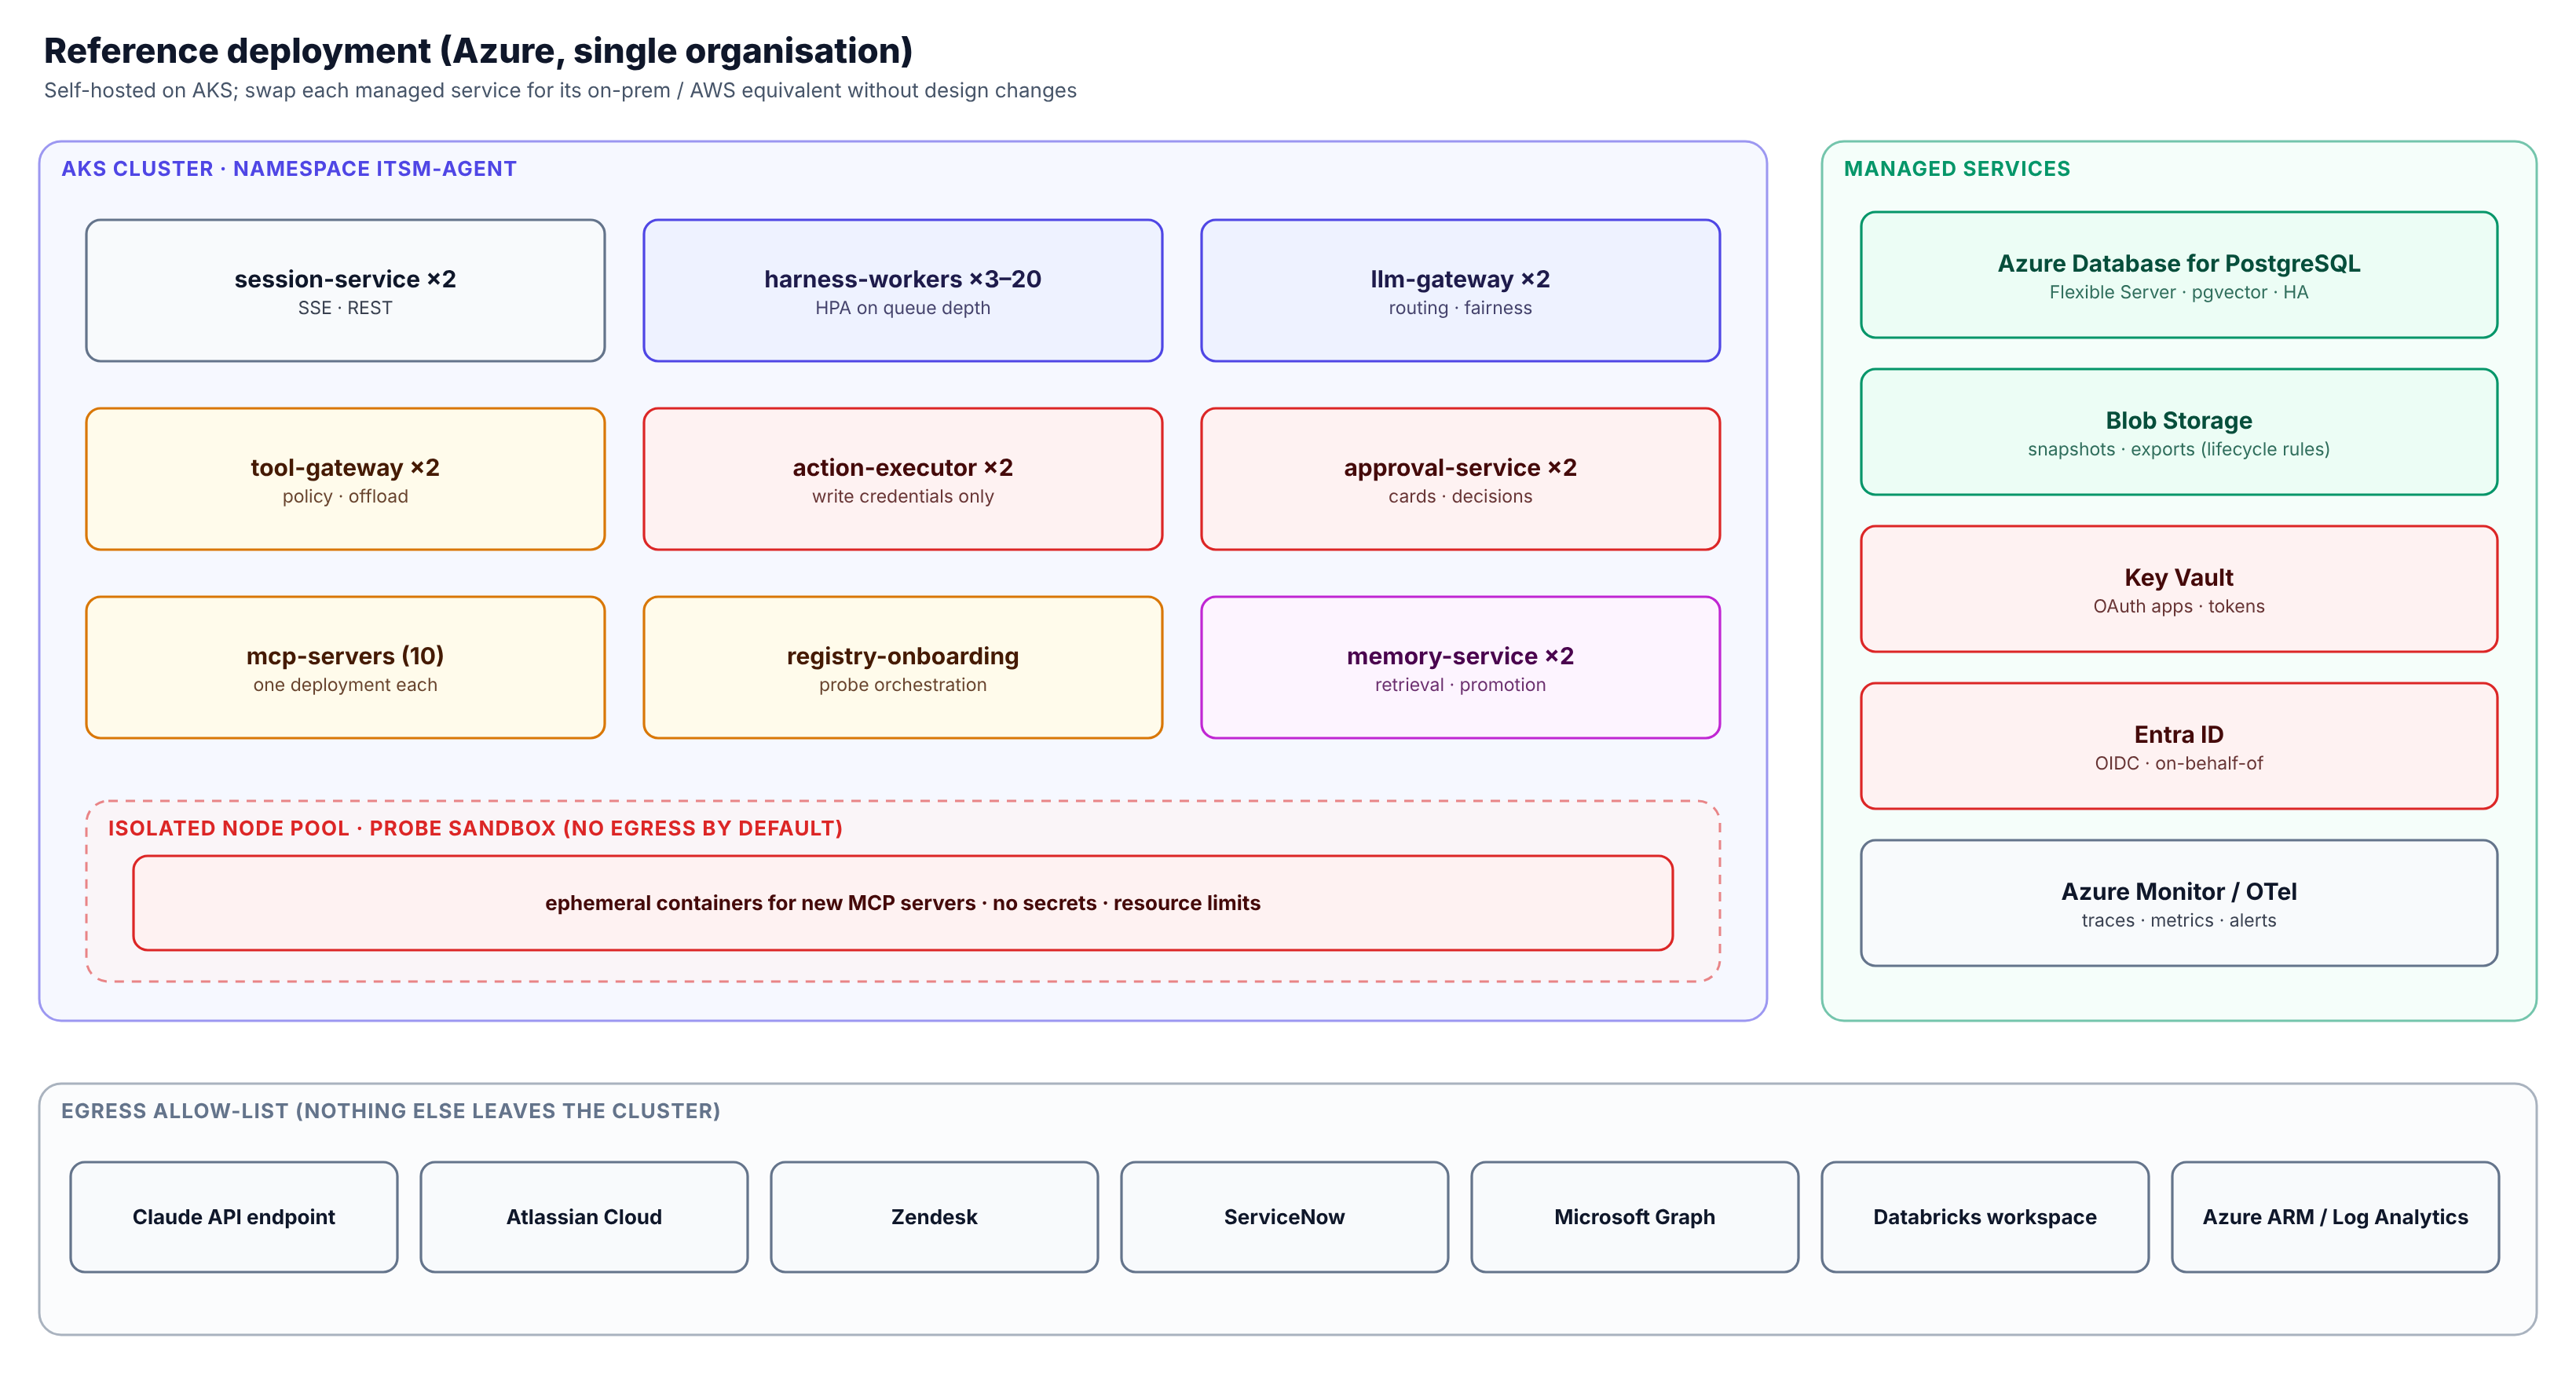 Reference deployment (Azure, single organisation)
Self-hosted on AKS; swap each managed service for its on-prem / AWS equivalent without design changes
AKS CLUSTER · NAMESPACE ITSM-AGENT
session-service ×2
SSE · REST
harness-workers ×3–20
HPA on queue depth
llm-gateway ×2
routing · fairness
tool-gateway ×2
policy · offload
action-executor ×2
write credentials only
approval-service ×2
cards · decisions
mcp-servers (10)
one deployment each
registry-onboarding
probe orchestration
memory-service ×2
retrieval · promotion
ISOLATED NODE POOL · PROBE SANDBOX (NO EGRESS BY DEFAULT)
ephemeral containers for new MCP servers · no secrets · resource limits
MANAGED SERVICES
Azure Database for PostgreSQL
Flexible Server · pgvector · HA
Blob Storage
snapshots · exports (lifecycle rules)
Key Vault
OAuth apps · tokens
Entra ID
OIDC · on-behalf-of
Azure Monitor / OTel
traces · metrics · alerts
EGRESS ALLOW-LIST (NOTHING ELSE LEAVES THE CLUSTER)
Claude API endpoint
Atlassian Cloud
Zendesk
ServiceNow
Microsoft Graph
Databricks workspace
Azure ARM / Log Analytics